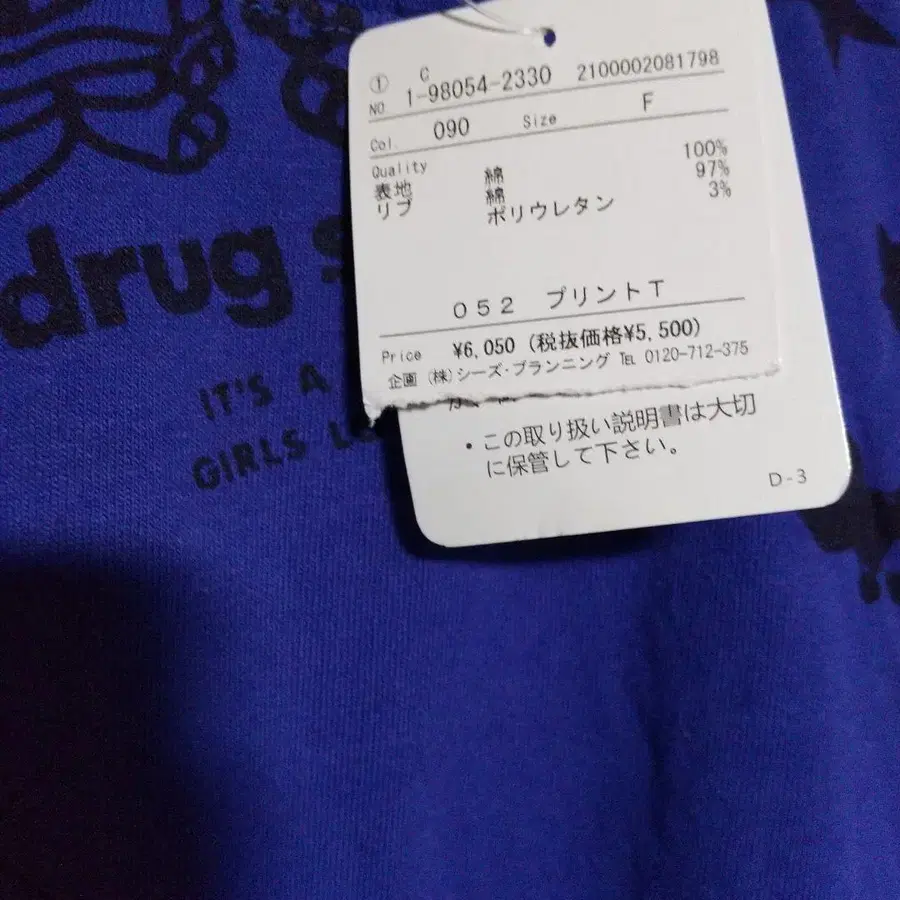 ① C
NO. 1-98054-2330 2100002081798
Col. 090 Size F
Quality
表地 綿 100%
リブ 綿 97%
ポリウレタン 3%
052 プリントT
Price ¥6,050 (税抜価格¥5,500)
企画 (株)シーズ・プランニング TEL 0120-712-375
・この取り扱い説明書は大切
に保管して下さい。
D-3
drug
IT'S A
GIRLS